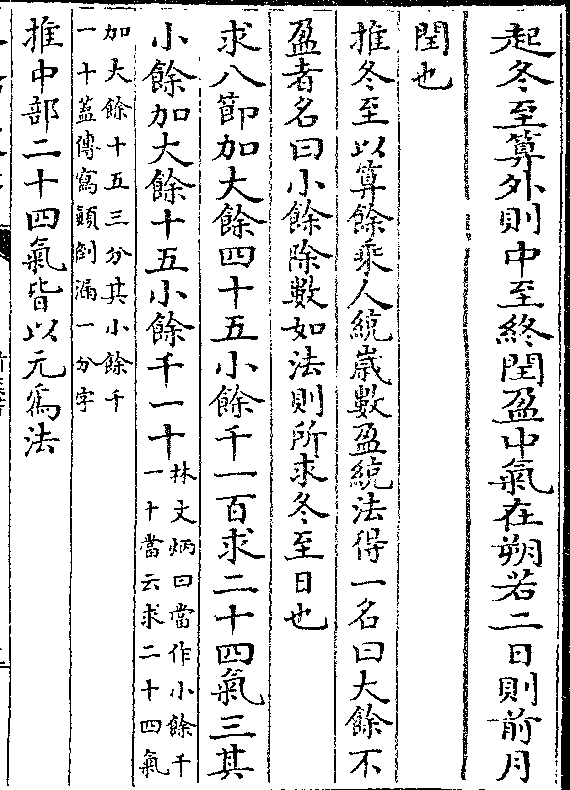 起冬至算外則中至終閏盈中氣在朔若二日則前月
閏也
推冬至以算餘乘人統歲數盈統法得一名曰大餘不
盈者名曰小餘除數如法則所求冬至日也
求八節加大餘四十五小餘千一百求二十四氣三其
小餘加大餘十五小餘千一十
林文炳曰當作小餘千
一十當云求二十四氣
加大餘十五三分其小餘千
一十蓋傳寫顛倒漏一分字
推中部二十四氣皆以元爲法